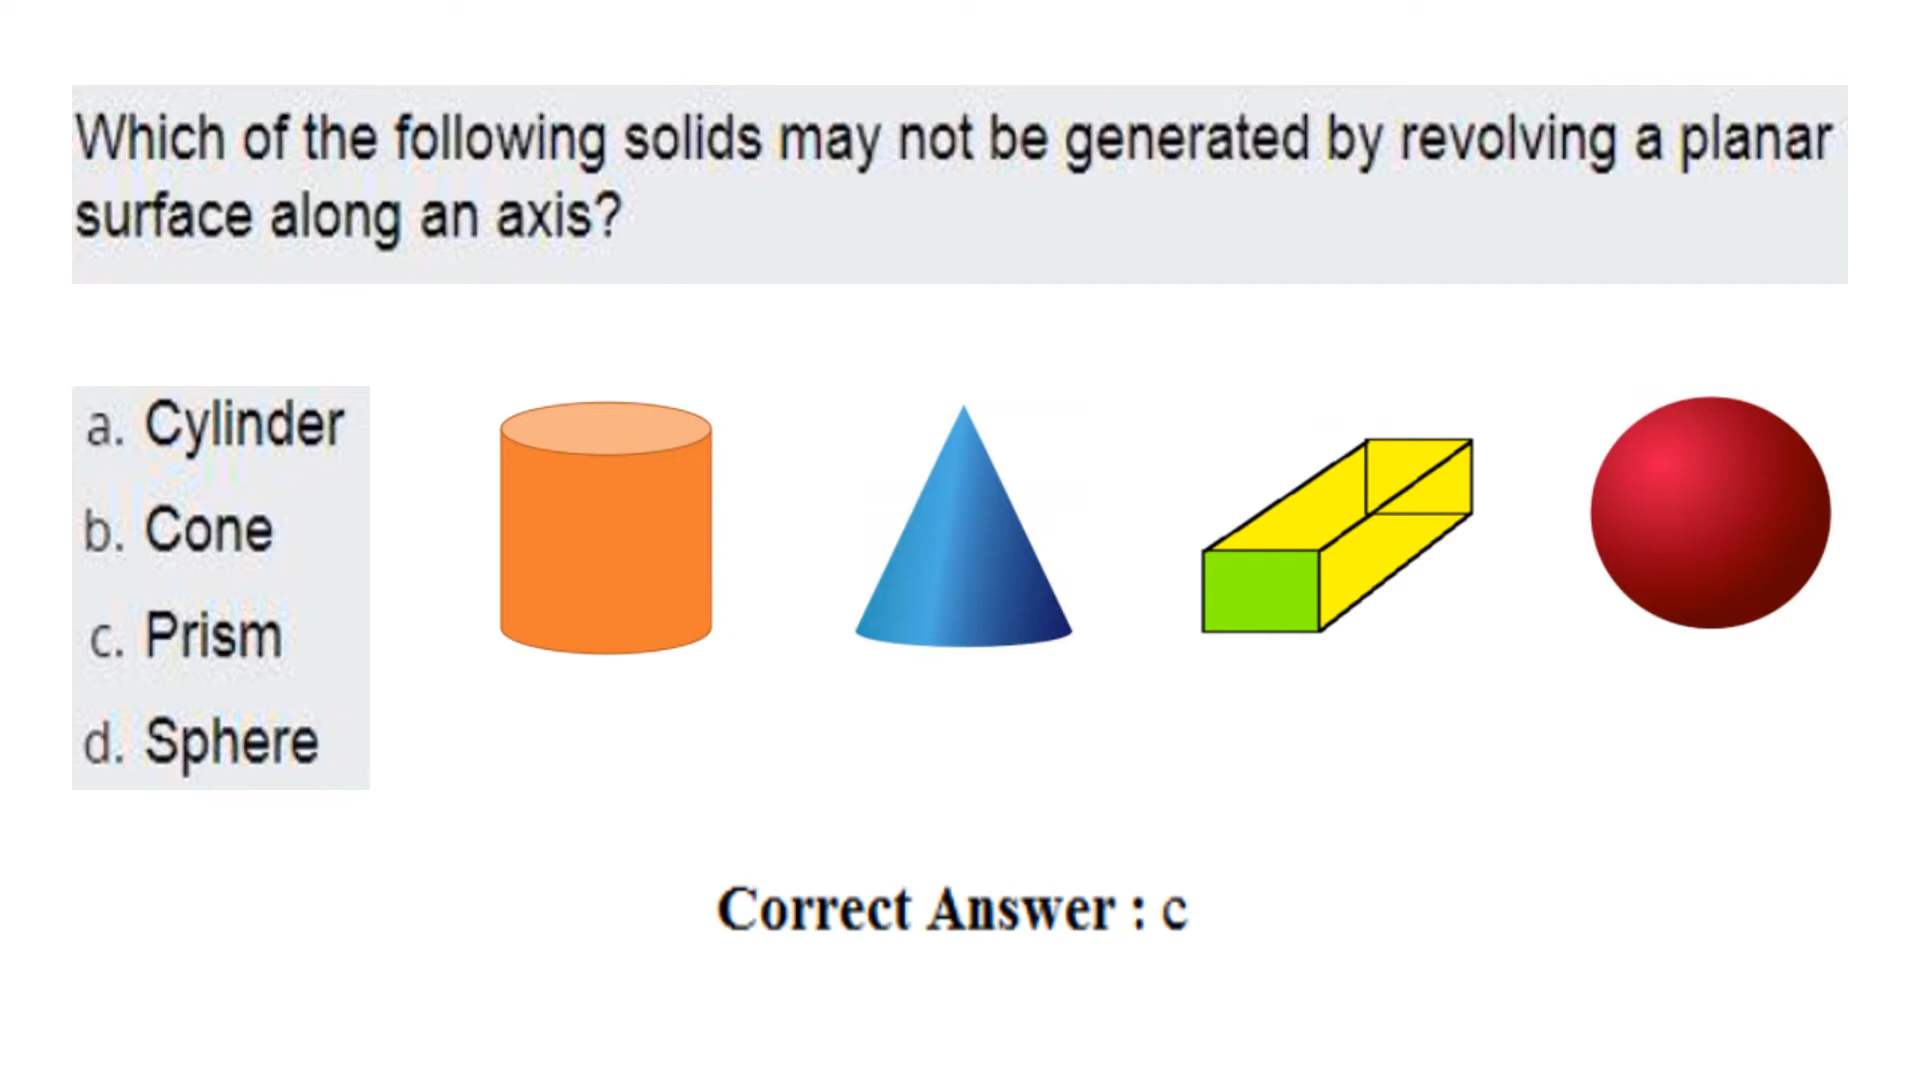 Which of the following solids may not be generated by revolving a planar
surface along an axis?
a. Cylinder
b. Cone
c. Prism
d. Sphere
Correct Answer : c